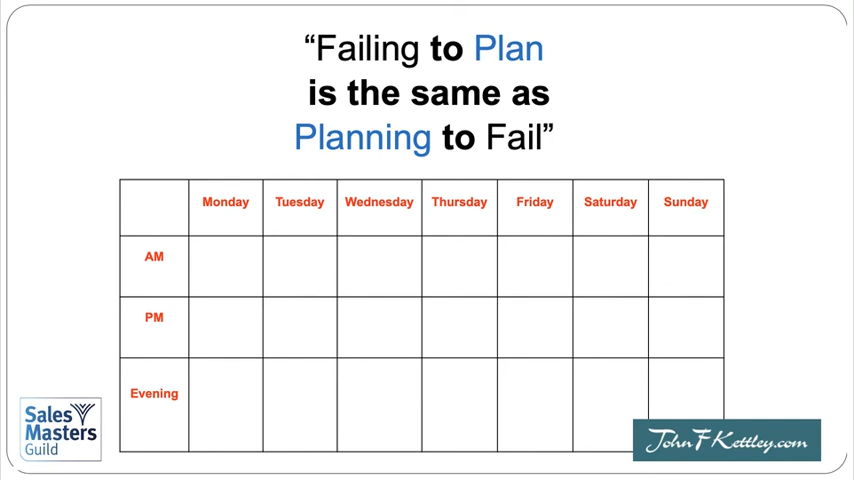 “Failing to Plan
is the same as
Planning to Fail”
Monday Tuesday Wednesday Thursday Friday Saturday Sunday
AM
PM
Evening
Sales
Masters
Guild
JohnFKettley.com